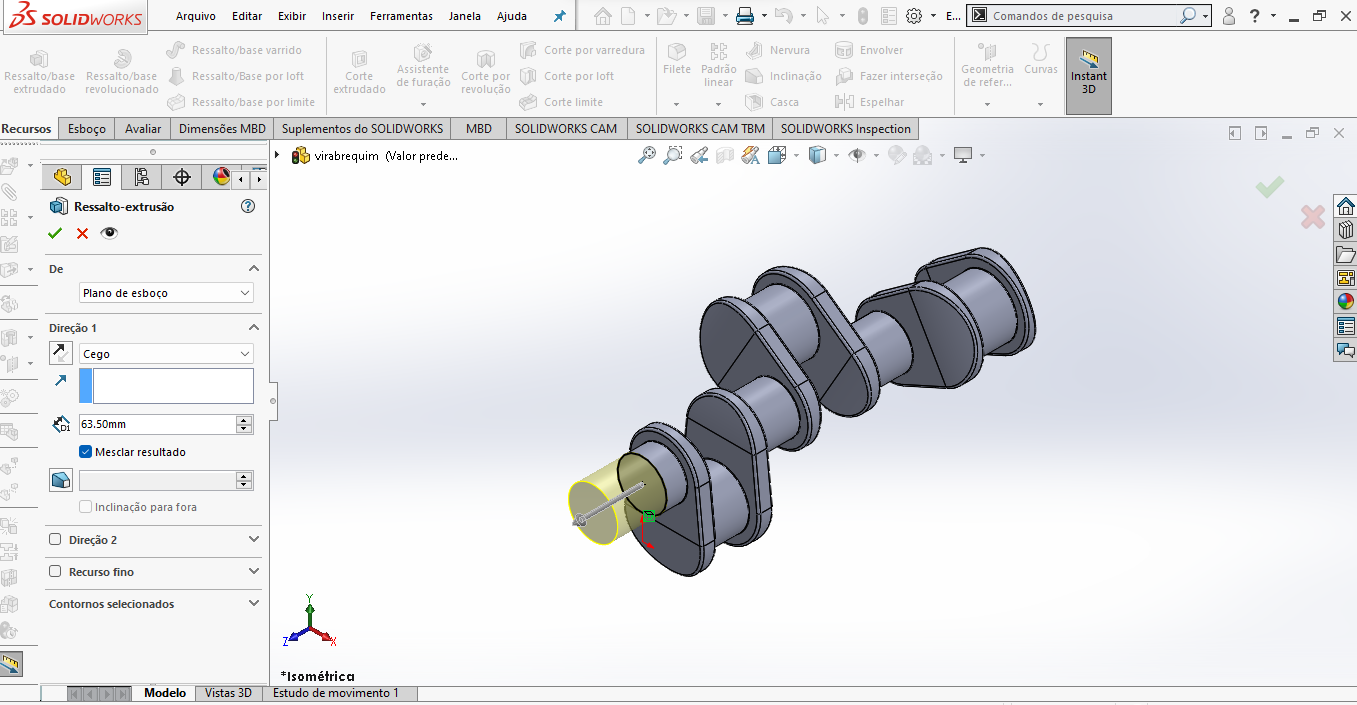 SOLIDWORKS
Arquivo Editar Exibir Inserir Ferramentas Janela Ajuda
E...
Comandos de pesquisa
?
Ressalto/base extrudado
Ressalto/base revolucionado
Ressalto/base varrido
Ressalto/Base por loft
Ressalto/base por limite
Corte extrudado
Assistente de furação
Corte por revolução
Corte por varredura
Corte por loft
Corte limite
Filete
Padrão linear
Nervura
Inclinação
Casca
Envolver
Fazer interseção
Espelhar
Geometria de refer...
Curvas
Instant 3D
Recursos Esboço Avaliar Dimensões MBD Suplementos do SOLIDWORKS MBD SOLIDWORKS CAM SOLIDWORKS CAM TBM SOLIDWORKS Inspection
virabrequim (Valor prede...
Ressalto-extrusão
?
De
Plano de esboço
Direção 1
Cego
D1
63.50mm
Mesclar resultado
Inclinação para fora
Direção 2
Recurso fino
Contornos selecionados
Y
Z
X
*Isométrica
Modelo Vistas 3D Estudo de movimento 1